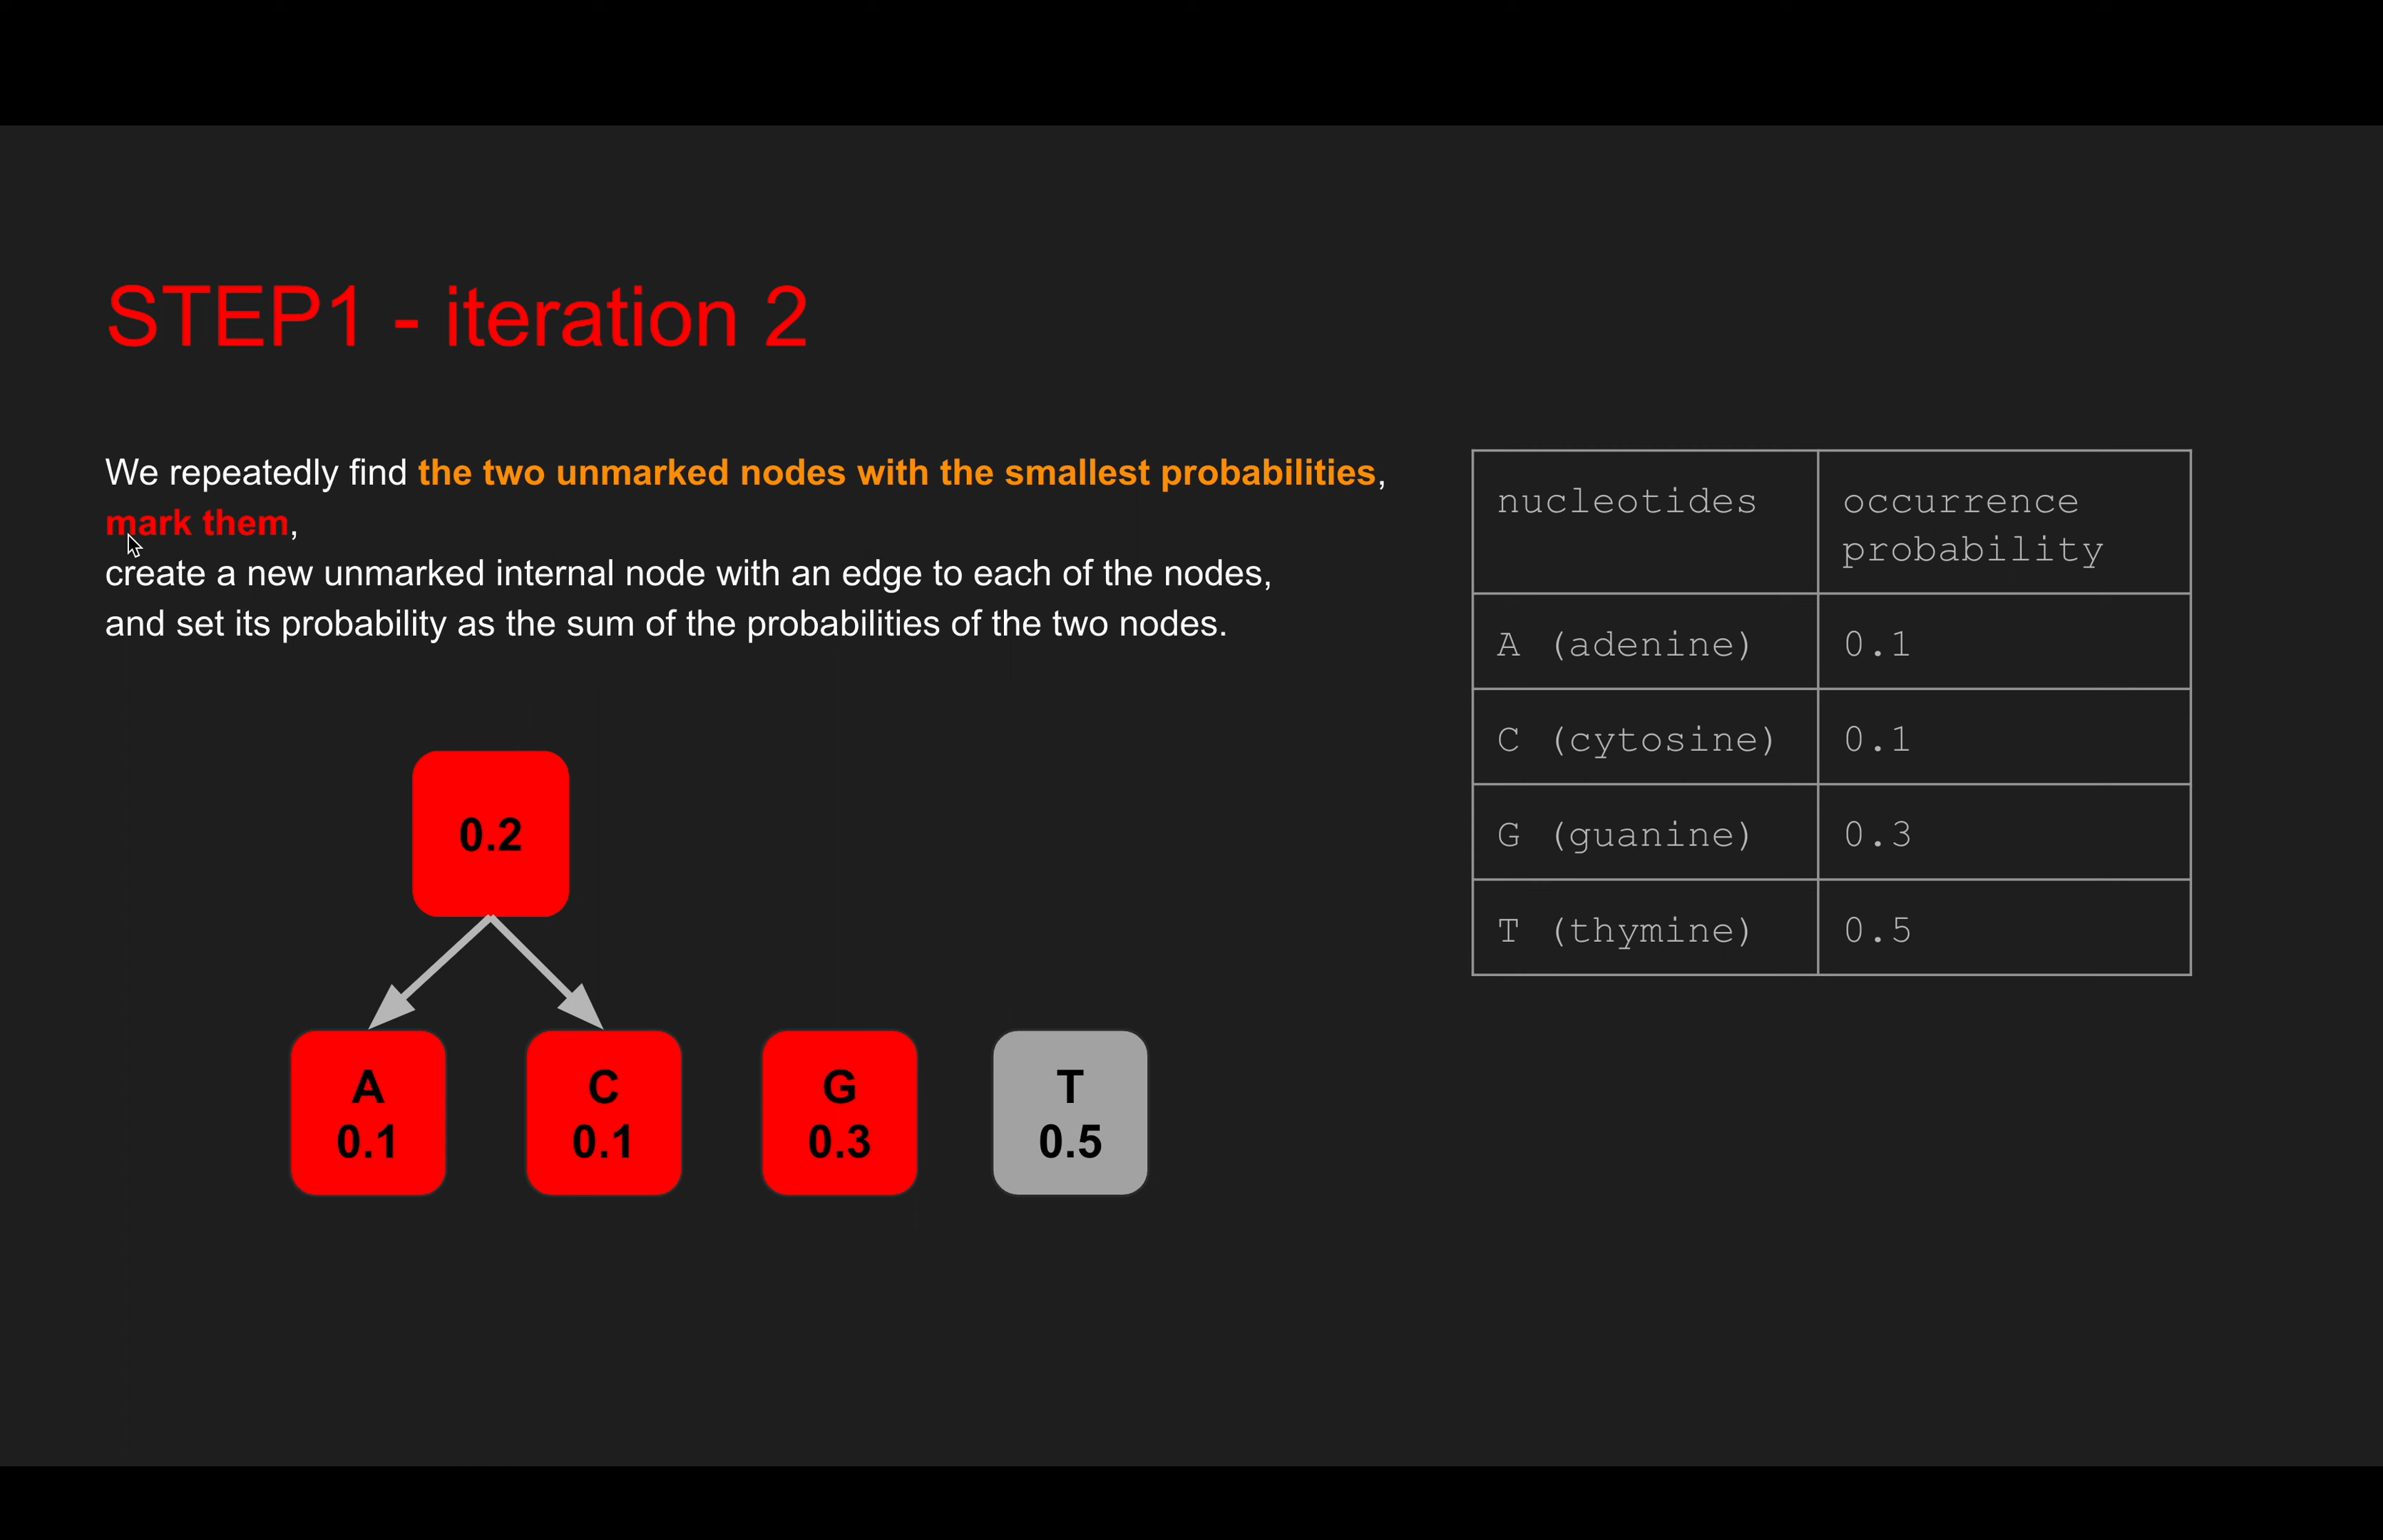 STEP1 - iteration 2
We repeatedly find the two unmarked nodes with the smallest probabilities,
mark them,
create a new unmarked internal node with an edge to each of the nodes,
and set its probability as the sum of the probabilities of the two nodes.
nucleotides occurrence
probability
A (adenine) 0.1
C (cytosine) 0.1
G (guanine) 0.3
T (thymine) 0.5
0.2
A C G T
0.1 0.1 0.3 0.5